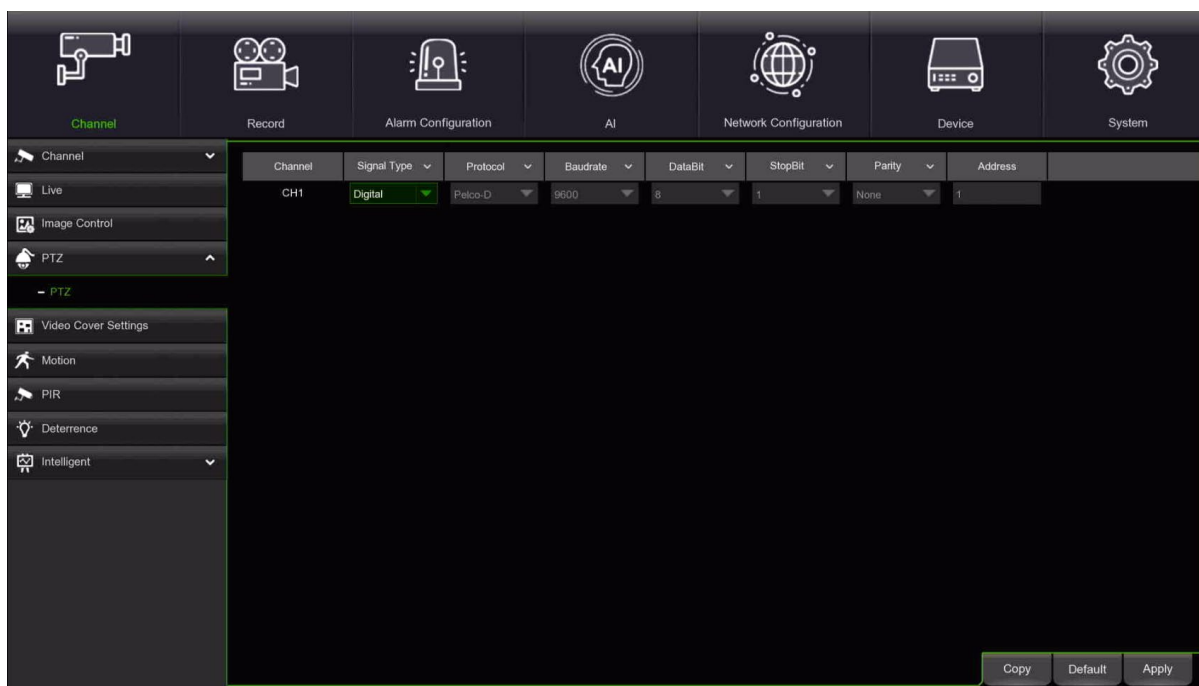 AI
Channel Record Alarm Configuration AI Network Configuration Device System
Channel
Live
Image Control
PTZ
– PTZ
Video Cover Settings
Motion
PIR
Deterrence
Intelligent
Channel Signal Type Protocol Baudrate DataBit StopBit Parity Address
CH1 Digital Pelco-D 9600 8 1 None 1
Copy Default Apply